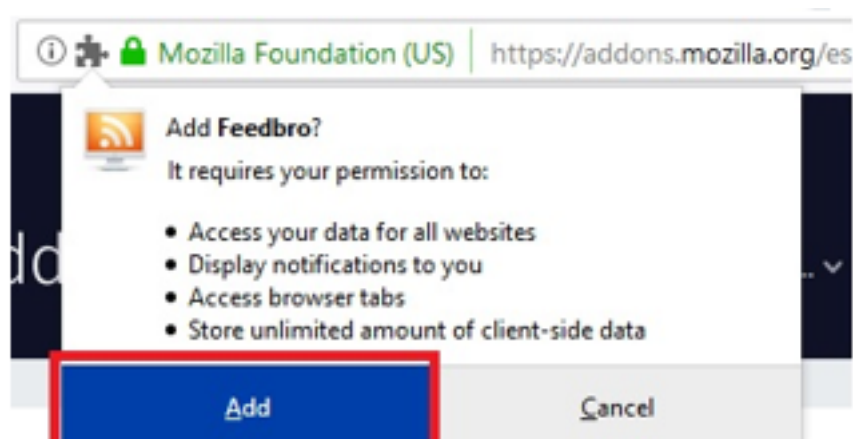 Mozilla Foundation (US) https://addons.mozilla.org/es
Add Feedbro?
It requires your permission to:
• Access your data for all websites
• Display notifications to you
• Access browser tabs
• Store unlimited amount of client-side data
dd ..
Add Cancel